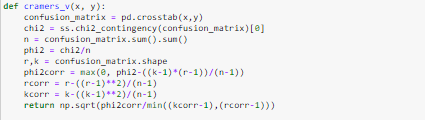 def cramers_v(x, y):
    confusion_matrix = pd.crosstab(x,y)
    chi2 = ss.chi2_contingency(confusion_matrix)[0]
    n = confusion_matrix.sum().sum()
    phi2 = chi2/n
    r,k = confusion_matrix.shape
    phi2corr = max(0, phi2-((k-1)*(r-1))/(n-1))
    rcorr = r-((r-1)**2)/(n-1)
    kcorr = k-((k-1)**2)/(n-1)
    return np.sqrt(phi2corr/min((kcorr-1),(rcorr-1)))